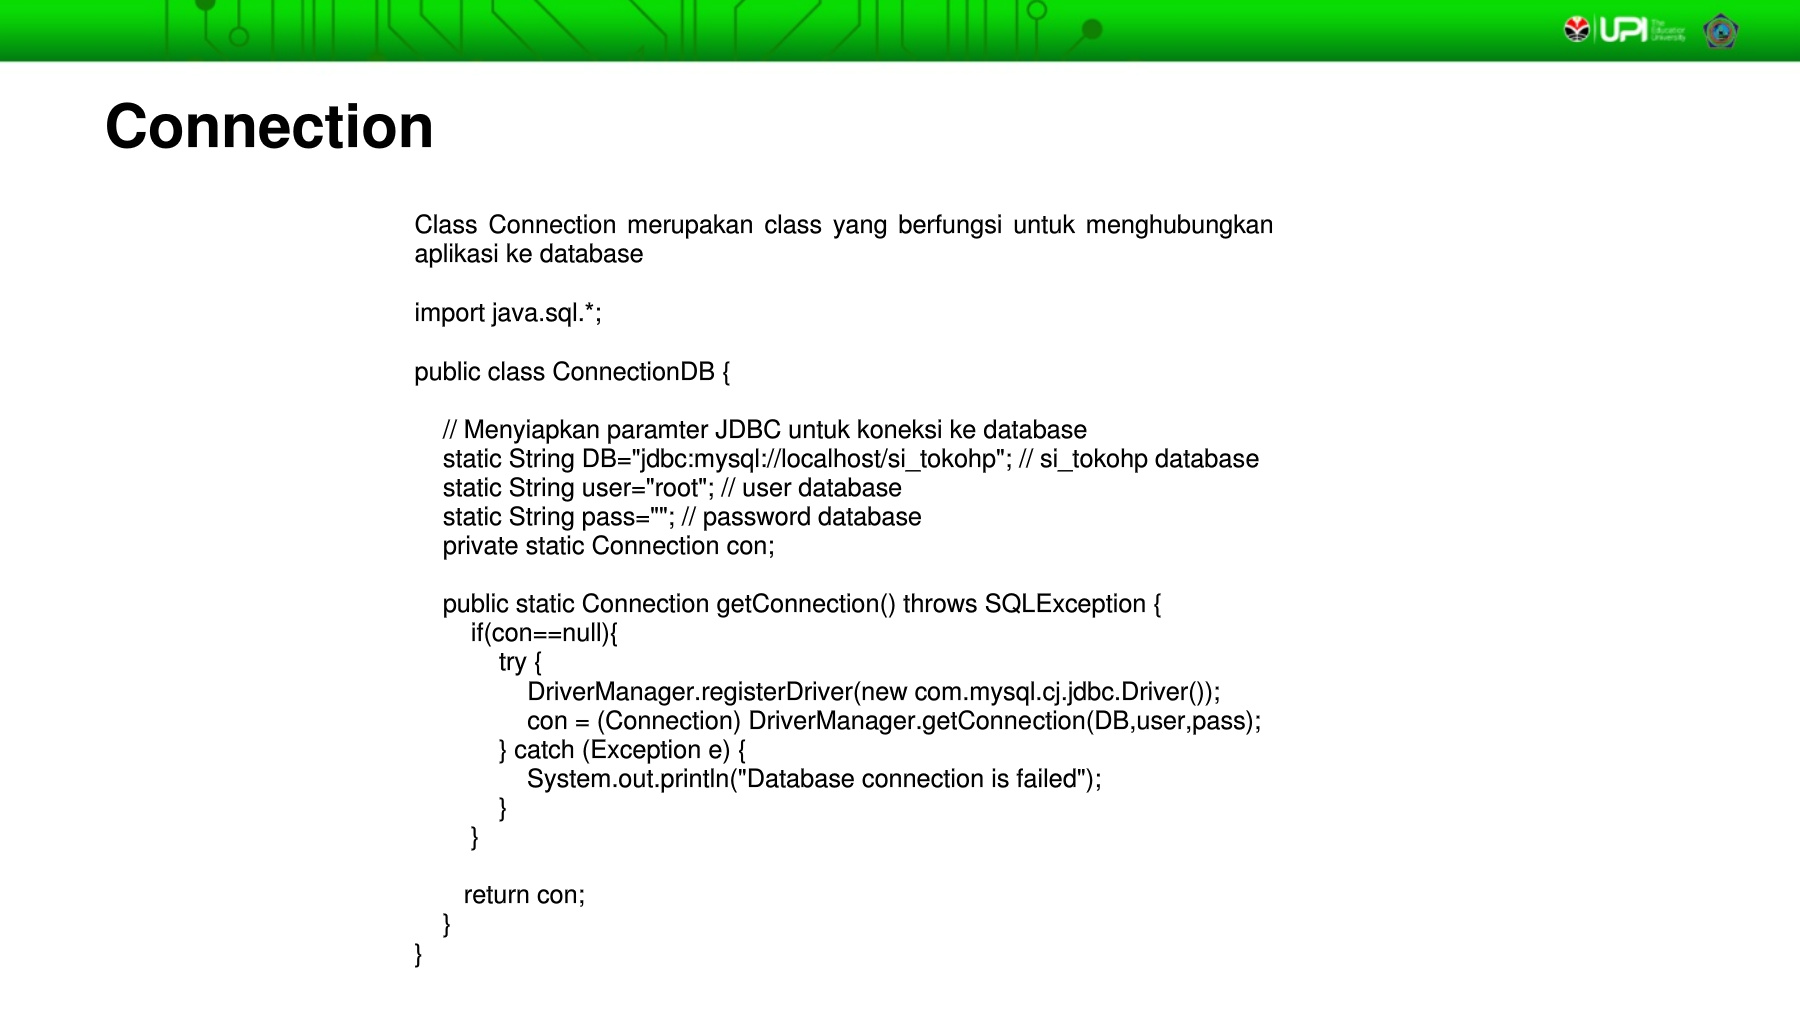 UPI
The
Education
University
Connection
Class Connection merupakan class yang berfungsi untuk menghubungkan
aplikasi ke database
import java.sql.*;
public class ConnectionDB {
// Menyiapkan paramter JDBC untuk koneksi ke database
static String DB="jdbc:mysql://localhost/si_tokohp"; // si_tokohp database
static String user="root"; // user database
static String pass=""; // password database
private static Connection con;
public static Connection getConnection() throws SQLException {
if(con==null){
try {
DriverManager.registerDriver(new com.mysql.cj.jdbc.Driver());
con = (Connection) DriverManager.getConnection(DB,user,pass);
} catch (Exception e) {
System.out.println("Database connection is failed");
}
}
return con;
}
}